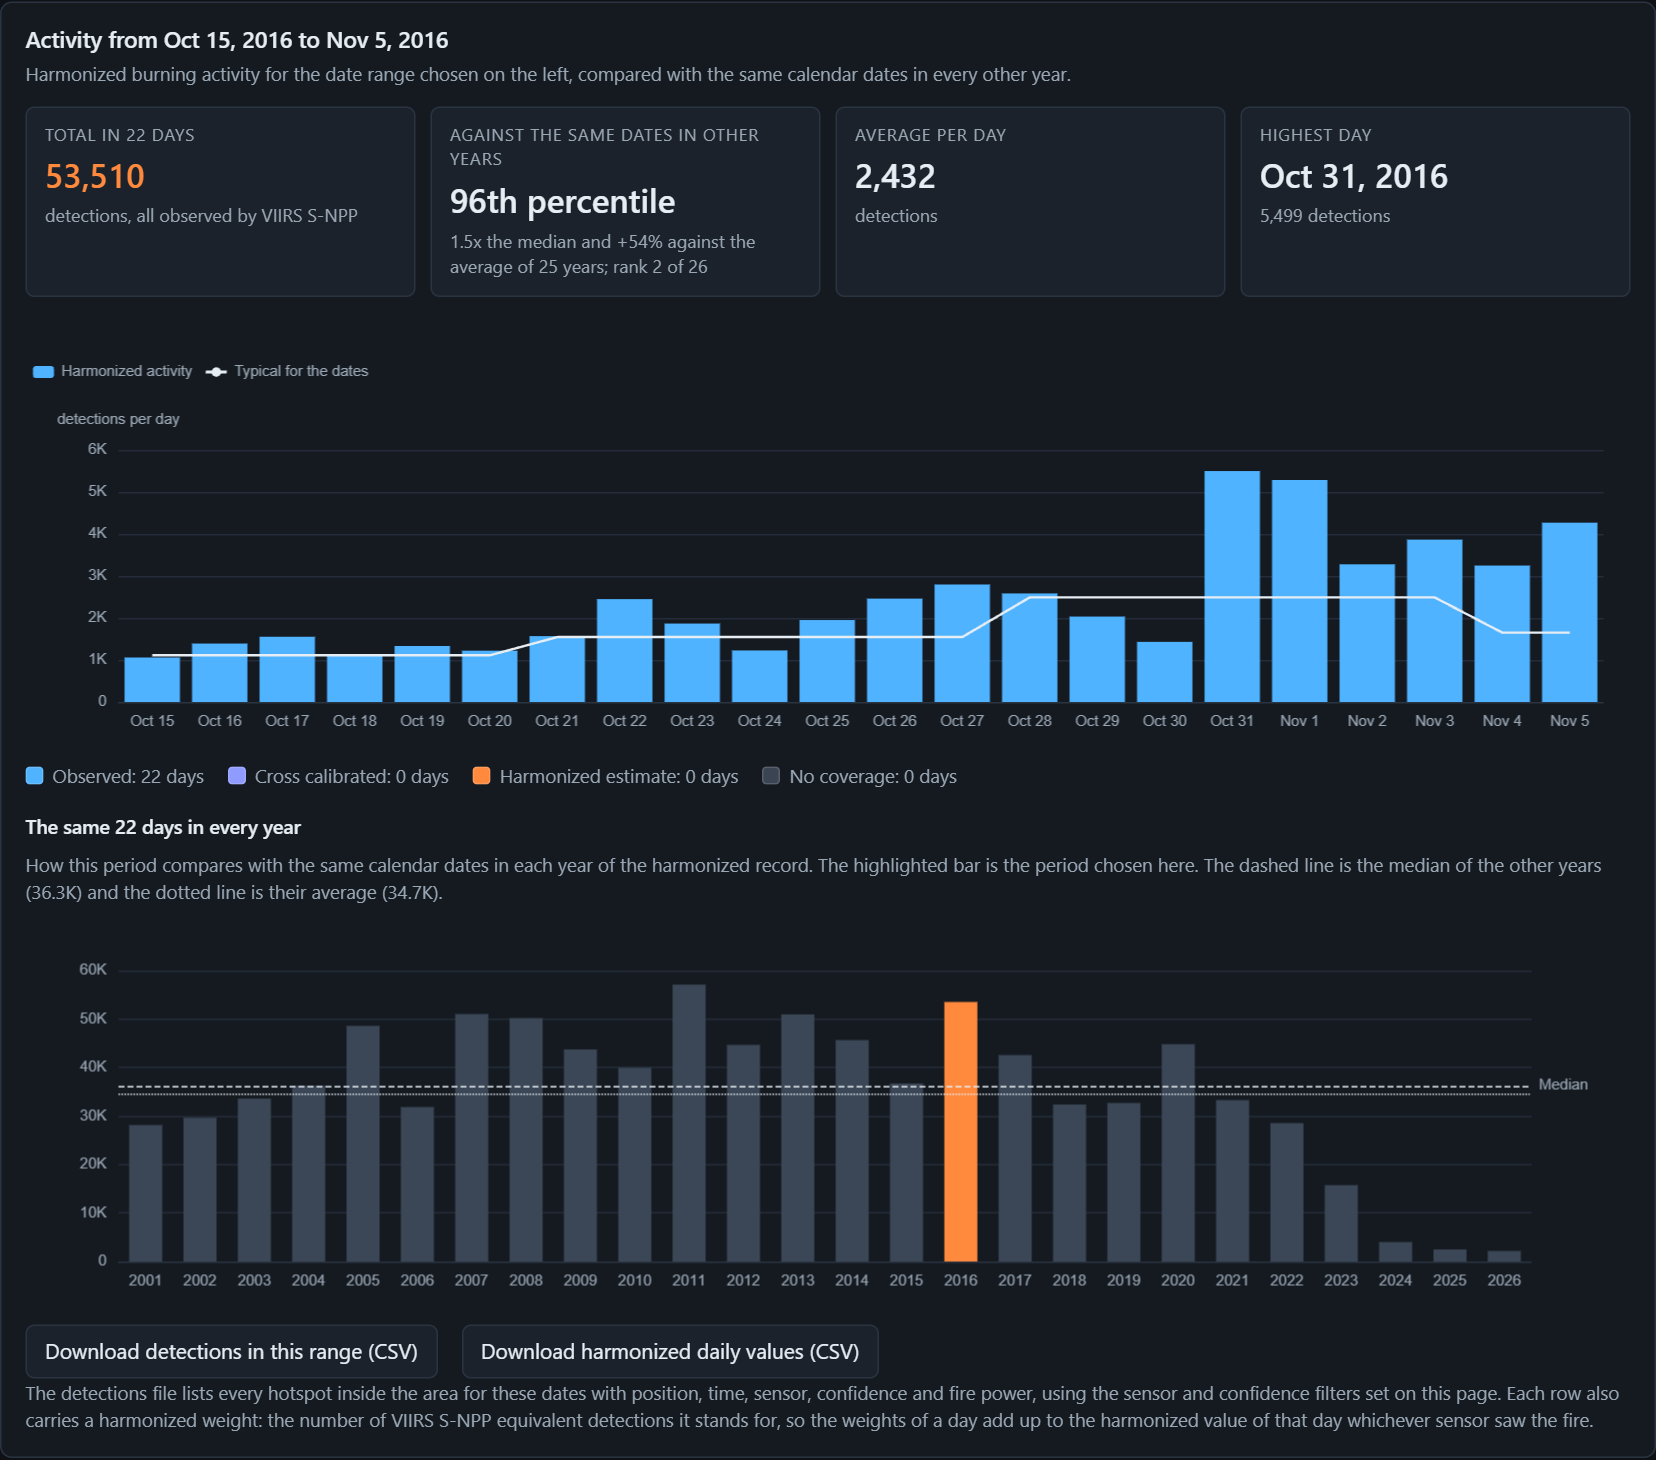 Activity from Oct 15, 2016 to Nov 5, 2016
Harmonized burning activity for the date range chosen on the left, compared with the same calendar dates in every other year.
TOTAL IN 22 DAYS
53,510
detections, all observed by VIIRS S-NPP
AGAINST THE SAME DATES IN OTHER
YEARS
96th percentile
1.5x the median and +54% against the
average of 25 years; rank 2 of 26
AVERAGE PER DAY
2,432
detections
HIGHEST DAY
Oct 31, 2016
5,499 detections
Harmonized activity Typical for the dates
detections per day
6K
5K
4K
3K
2K
1K
0
Oct 15 Oct 16 Oct 17 Oct 18 Oct 19 Oct 20 Oct 21 Oct 22 Oct 23 Oct 24 Oct 25 Oct 26 Oct 27 Oct 28 Oct 29 Oct 30 Oct 31 Nov 1 Nov 2 Nov 3 Nov 4 Nov 5
Observed: 22 days Cross calibrated: 0 days Harmonized estimate: 0 days No coverage: 0 days
The same 22 days in every year
How this period compares with the same calendar dates in each year of the harmonized record. The highlighted bar is the period chosen here. The dashed line is the median of the other years
(36.3K) and the dotted line is their average (34.7K).
60K
50K
40K
Median
30K
20K
10K
0
2001 2002 2003 2004 2005 2006 2007 2008 2009 2010 2011 2012 2013 2014 2015 2016 2017 2018 2019 2020 2021 2022 2023 2024 2025 2026
Download detections in this range (CSV) Download harmonized daily values (CSV)
The detections file lists every hotspot inside the area for these dates with position, time, sensor, confidence and fire power, using the sensor and confidence filters set on this page. Each row also
carries a harmonized weight: the number of VIIRS S-NPP equivalent detections it stands for, so the weights of a day add up to the harmonized value of that day whichever sensor saw the fire.